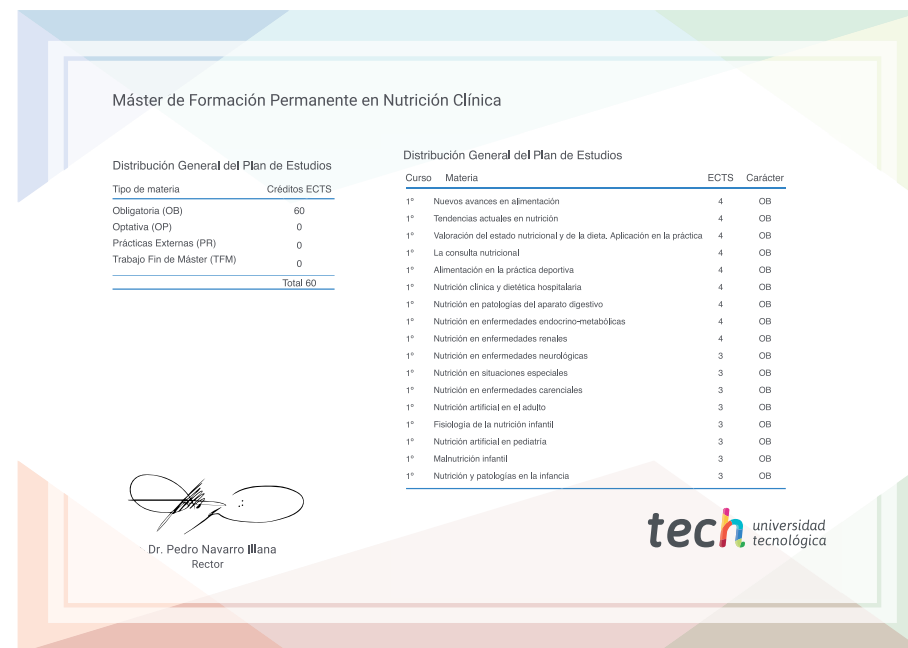 Máster de Formación Permanente en Nutrición Clínica
Distribución General del Plan de Estudios
Tipo de materia Créditos ECTS
Obligatoria (OB) 60
Optativa (OP) 0
Prácticas Externas (PR) 0
Trabajo Fin de Máster (TFM) 0
Total 60
Distribución General del Plan de Estudios
Curso Materia ECTS Carácter
1º Nuevos avances en alimentación 4 OB
1º Tendencias actuales en nutrición 4 OB
1º Valoración del estado nutricional y de la dieta. Aplicación en la práctica 4 OB
1º La consulta nutricional 4 OB
1º Alimentación en la práctica deportiva 4 OB
1º Nutrición clínica y dietética hospitalaria 4 OB
1º Nutrición en patologías del aparato digestivo 4 OB
1º Nutrición en enfermedades endocrino-metabólicas 4 OB
1º Nutrición en enfermedades renales 4 OB
1º Nutrición en enfermedades neurológicas 3 OB
1º Nutrición en situaciones especiales 3 OB
1º Nutrición en enfermedades carenciales 3 OB
1º Nutrición artificial en el adulto 3 OB
1º Fisiología de la nutrición infantil 3 OB
1º Nutrición artificial en pediatría 3 OB
1º Malnutrición infantil 3 OB
1º Nutrición y patologías en la infancia 3 OB
Dr. Pedro Navarro Illana
Rector
tech universidad
tecnológica